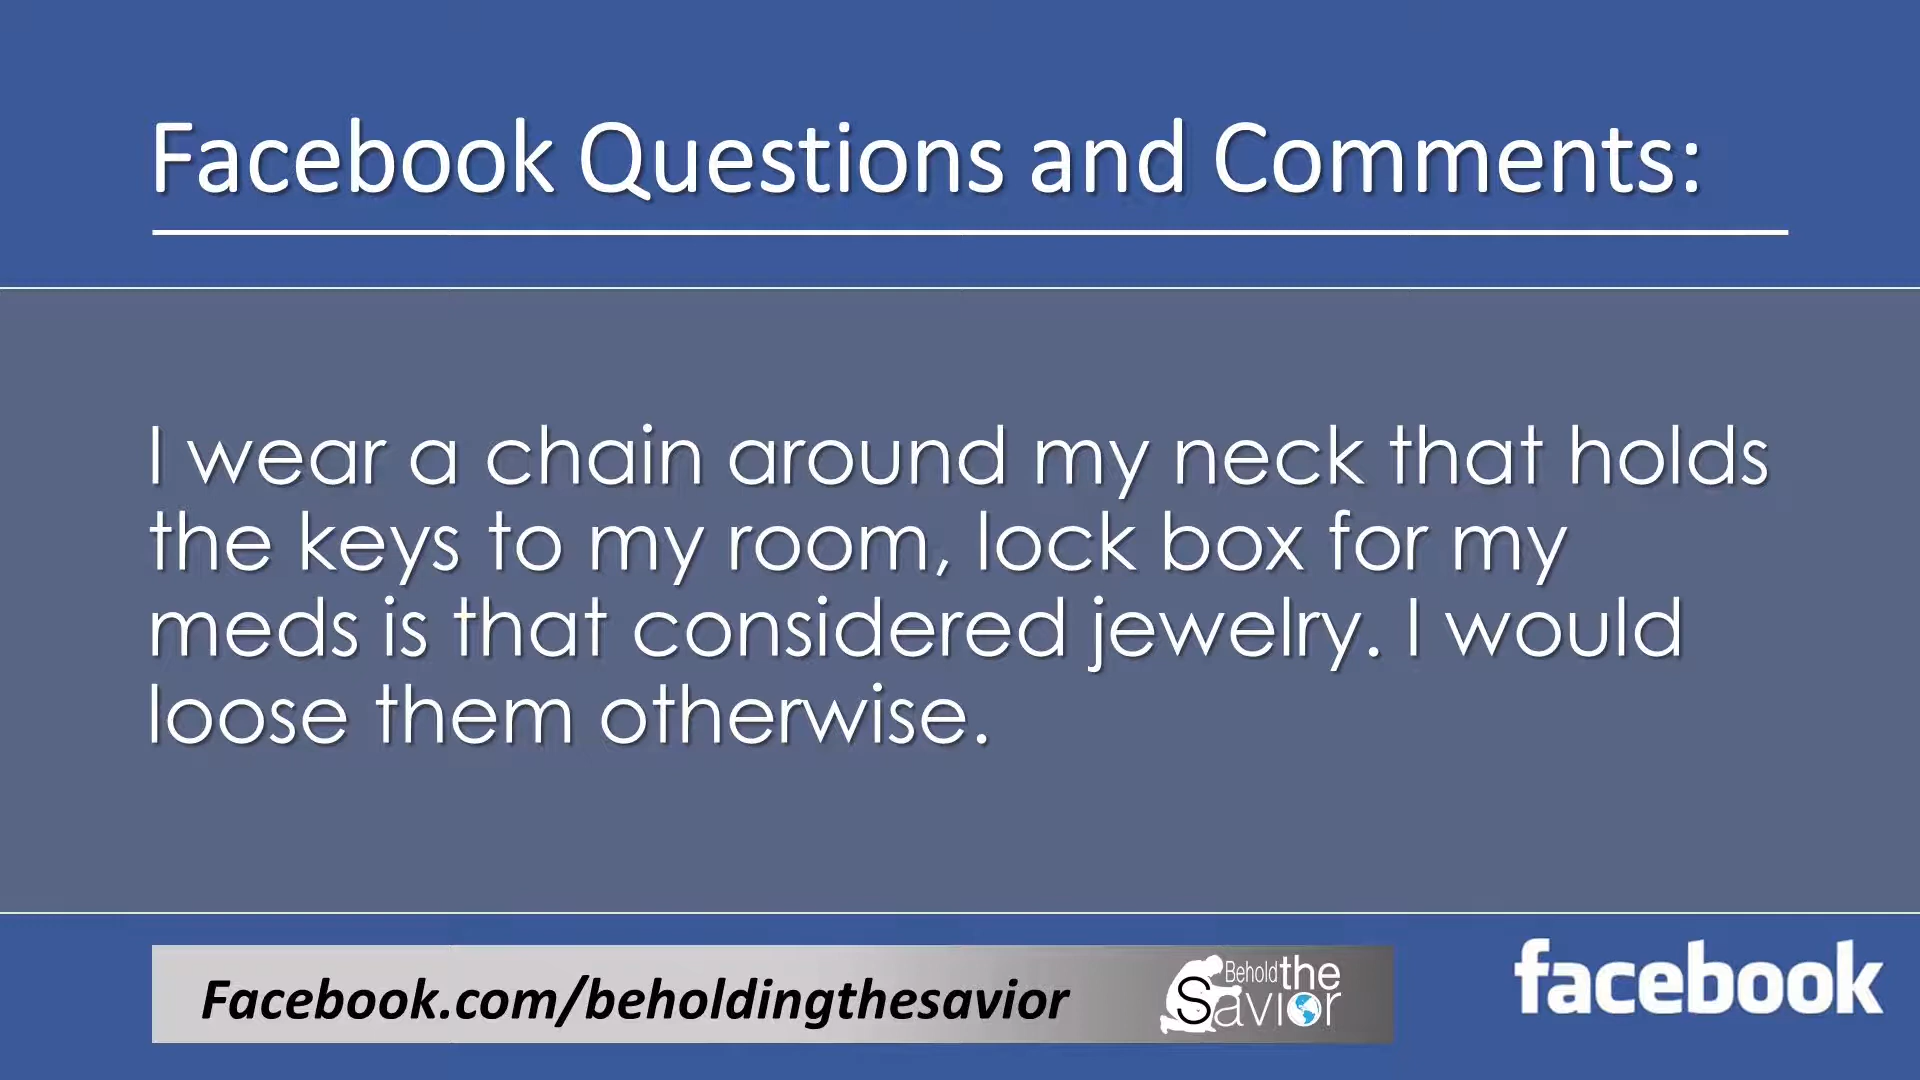 Facebook Questions and Comments:
I wear a chain around my neck that holds
the keys to my room, lock box for my
meds is that considered jewelry. I would
loose them otherwise.
Facebook.com/beholdingthesavior
Behold the
Savior
facebook